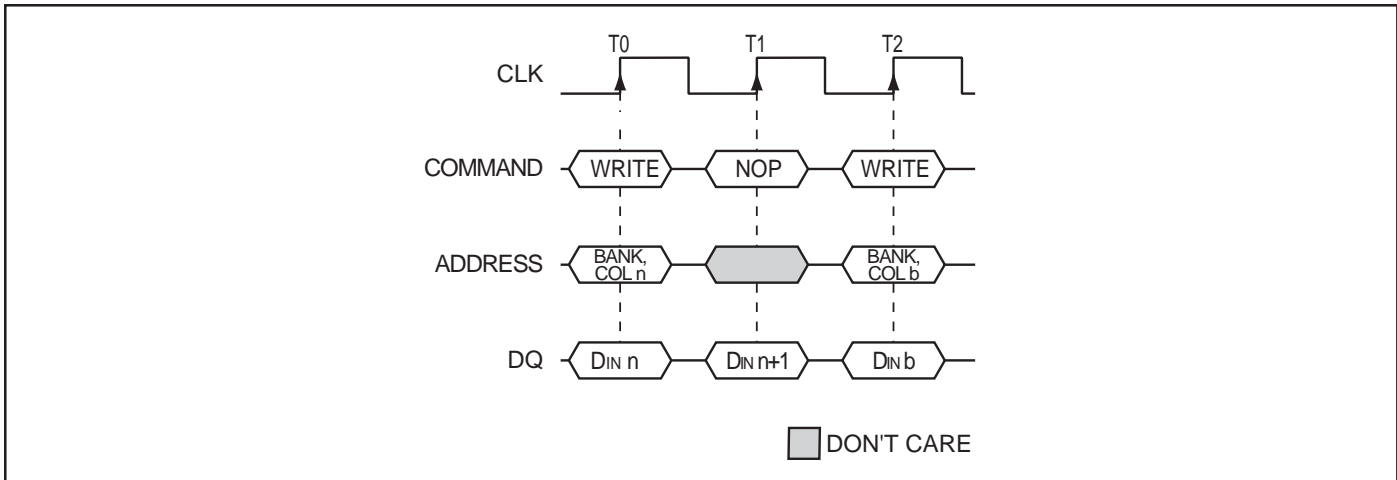 T0 T1 T2
CLK
COMMAND WRITE NOP WRITE
ADDRESS BANK, COL n BANK, COL b
DQ DIN n DIN n+1 DIN b
DON'T CARE